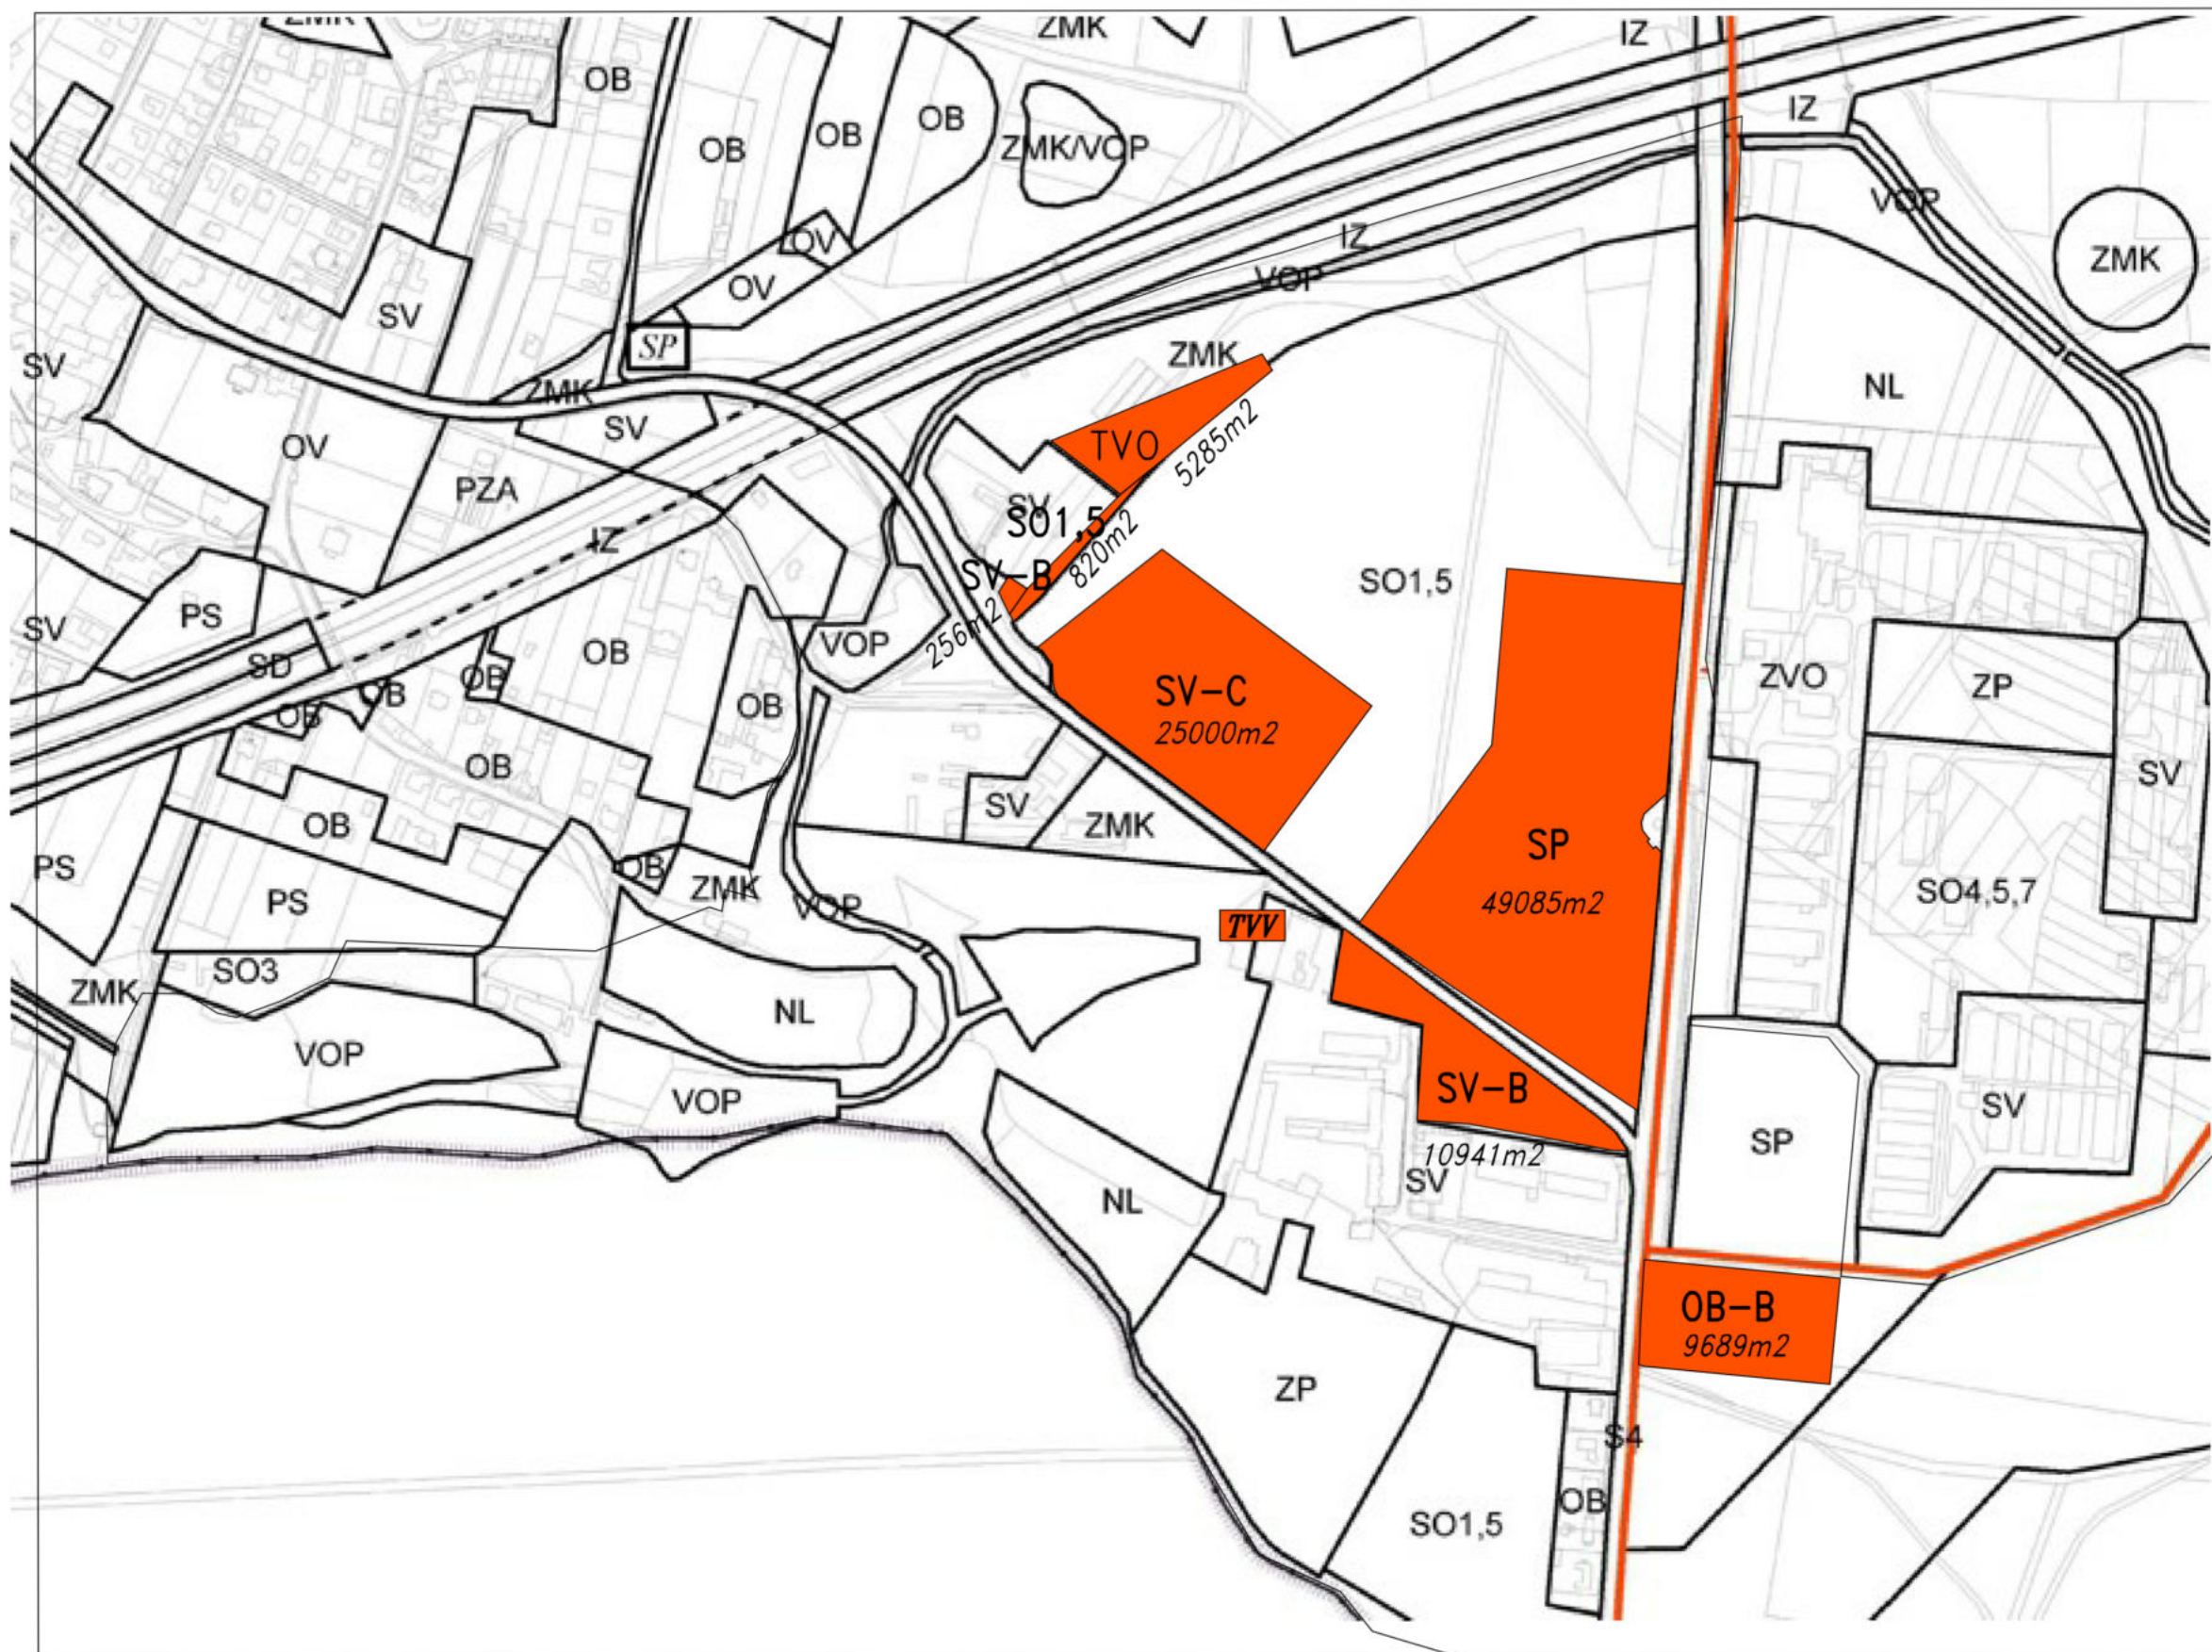 ZMK
ZMK
IZ
OB
OB
OB
OB
ZMK/VOP
IZ
VOP
ZMK
OV
OV
IZ
VOP
SV
SP
SV
ZMK
ZMK
SV
NL
OV
PZA
TVO
5285m2
SV
SO1,5
820m2
IZ
SV-B
256m2
SO1,5
PS
SV
VOP
OB
SD
OB
OB
OB
OB
ZVO
ZP
SV-C
25000m2
OB
SV
OB
SV
ZMK
SP
49085m2
PS
OB
ZMK
VOP
PS
SO4,5,7
TVV
SO3
ZMK
NL
VOP
VOP
SV-B
10941m2
SV
SP
SV
NL
OB-B
9689m2
ZP
S4
OB
SO1,5